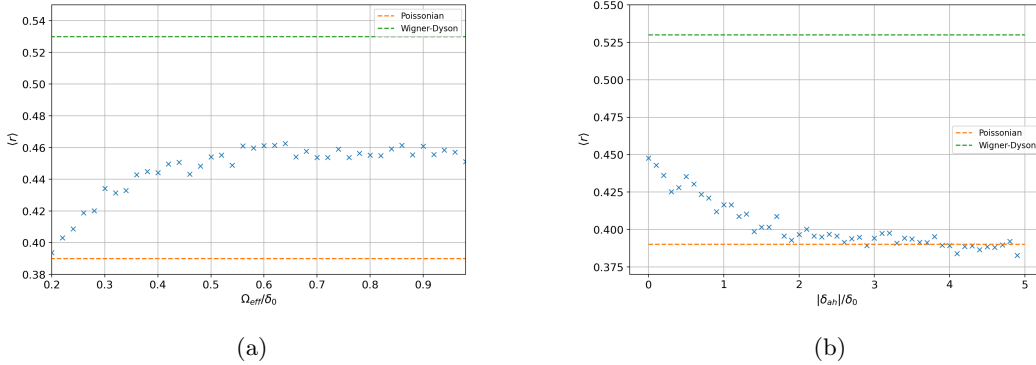 0.54
0.52
0.50
0.48
0.46
0.44
0.42
0.40
0.38
⟨r⟩
Poissonian
Wigner-Dyson
0.2 0.3 0.4 0.5 0.6 0.7 0.8 0.9
Ω_eff/δ_0
(a)
0.550
0.525
0.500
0.475
0.450
0.425
0.400
0.375
⟨r⟩
Poissonian
Wigner-Dyson
0 1 2 3 4 5
|δ_ah|/δ_0
(b)